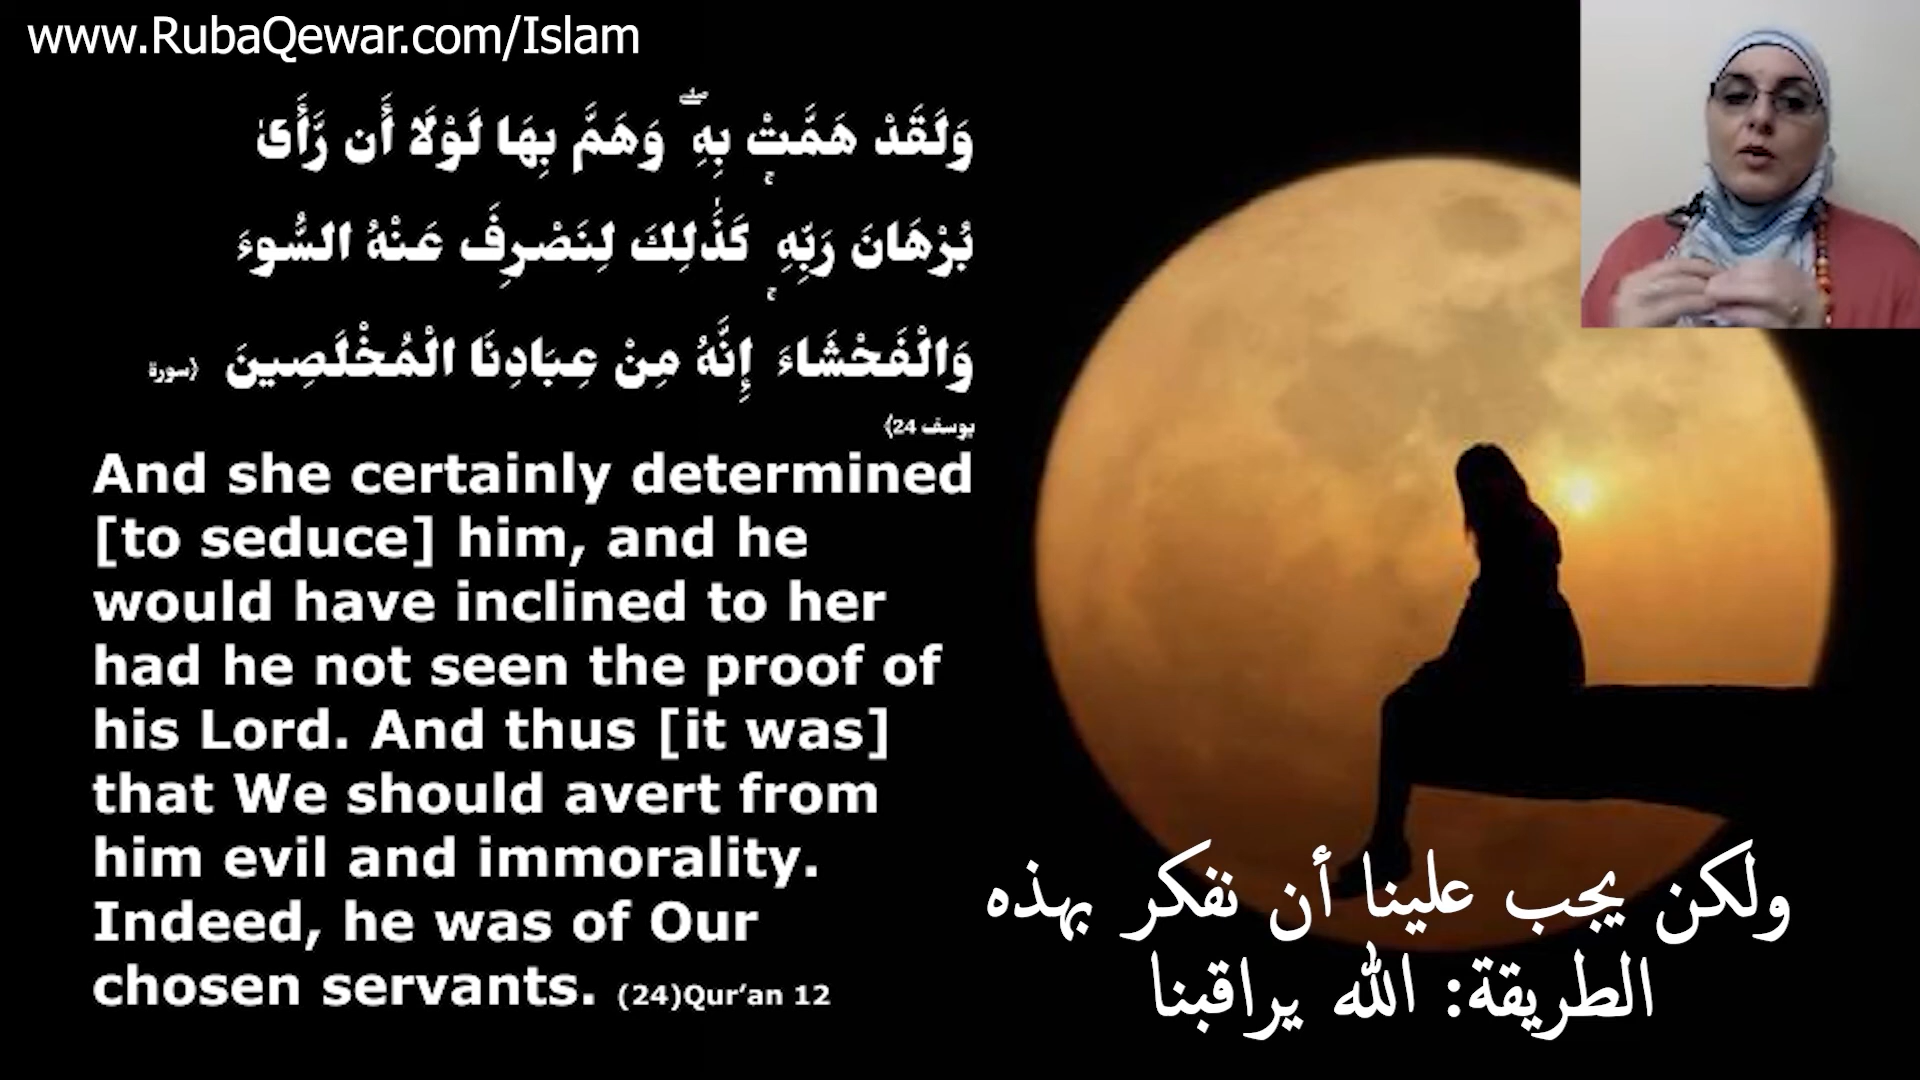 www.RubaQewar.com/Islam
وَلَقَدْ هَمَّتْ بِهِ ۖ وَهَمَّ بِهَا لَوْلَا أَن رَّأَىٰ
بُرْهَانَ رَبِّهِ ۚ كَذَٰلِكَ لِنَصْرِفَ عَنْهُ السُّوءَ
وَالْفَحْشَاءَ ۚ إِنَّهُ مِنْ عِبَادِنَا الْمُخْلَصِينَ ﴿سورة
يوسف 24﴾
And she certainly determined
[to seduce] him, and he
would have inclined to her
had he not seen the proof of
his Lord. And thus [it was]
that We should avert from
him evil and immorality.
Indeed, he was of Our
chosen servants. (24)Qur’an 12
ولكن يجب علينا أن نفكر بهذه
الطريقة: الله يراقبنا